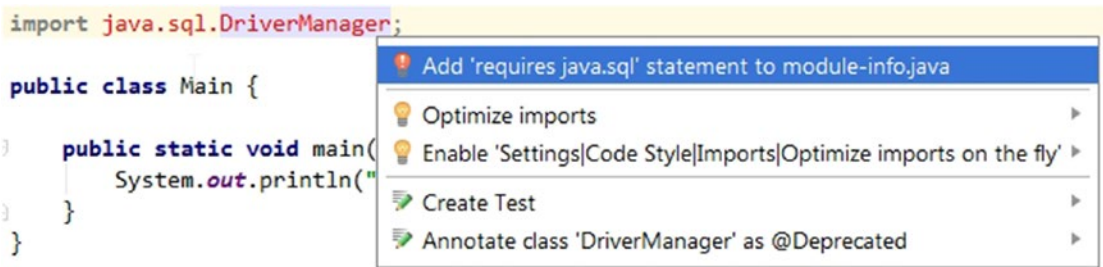 import java.sql.DriverManager;
public class Main {
public static void main(
System.out.println("
}
}
Add 'requires java.sql' statement to module-info.java
Optimize imports
Enable 'Settings|Code Style|Imports|Optimize imports on the fly'
Create Test
Annotate class 'DriverManager' as @Deprecated